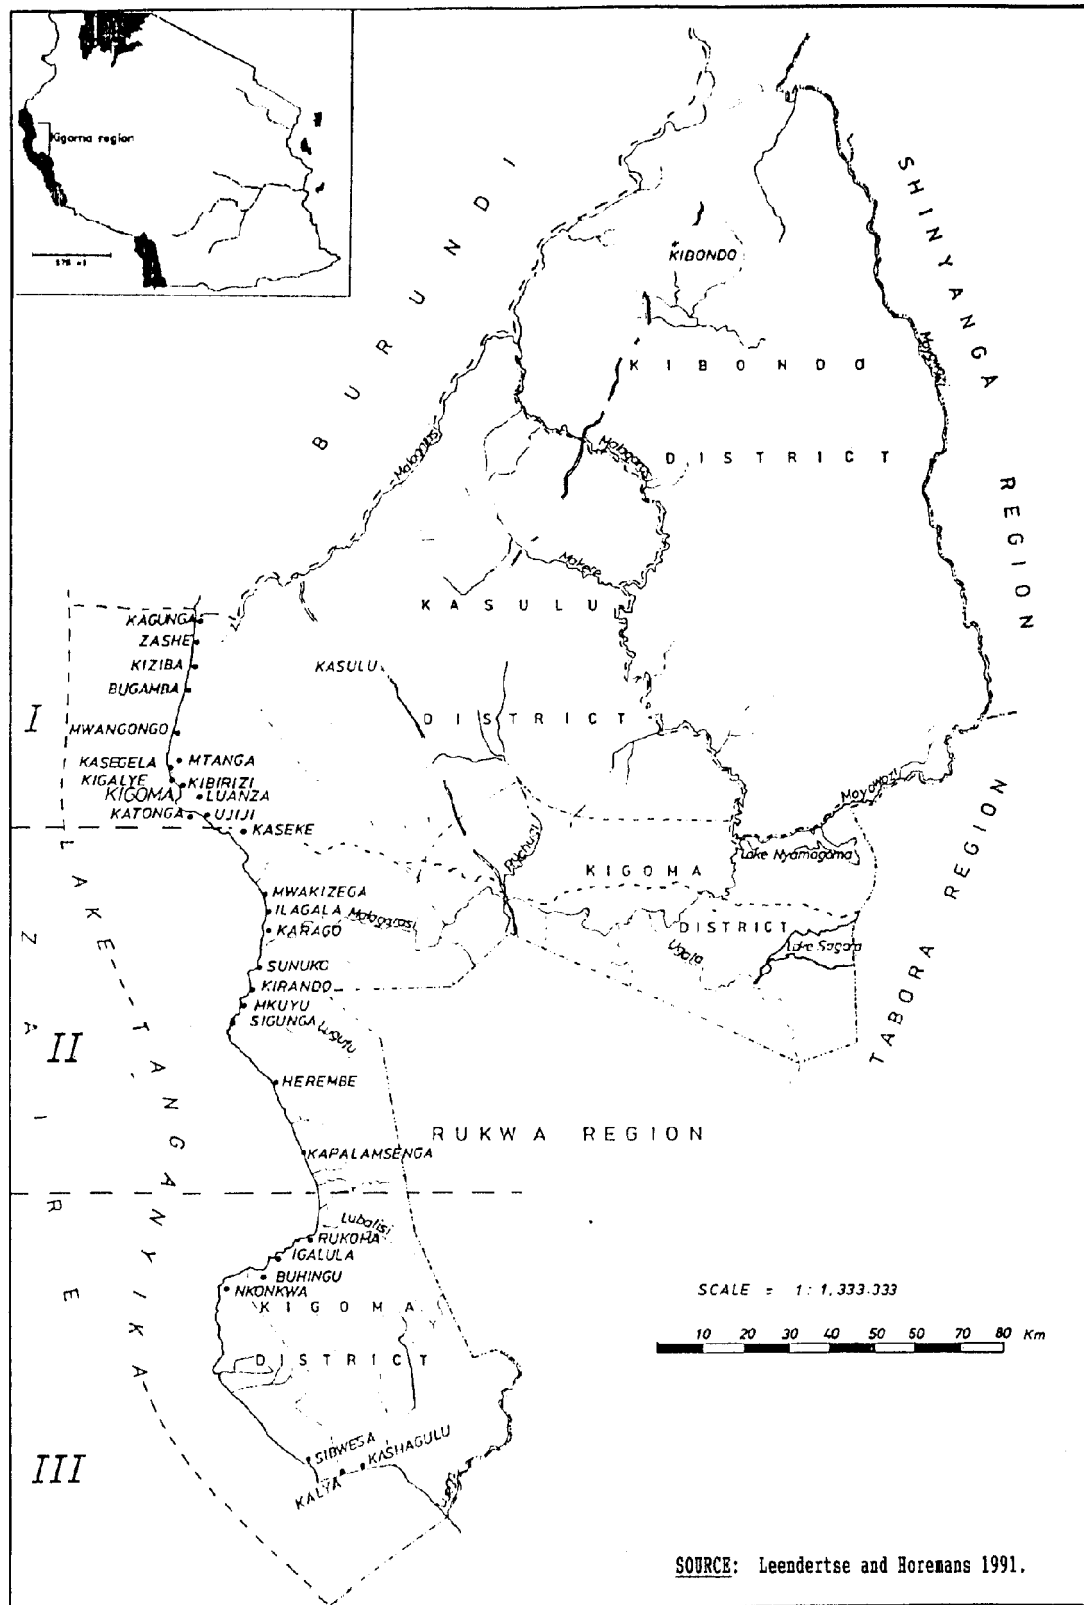 Kigoma region
BURUNDI
SHINYANGA REGION
KIBONDO
KIBONDO
DISTRICT
Malagarasi
Malagarasi
Makere
KASULU
DISTRICT
KASULU
KAGUNGA
ZASHE
KIZIBA
BUGAMBA
I
MWANGONGO
KASEGELA
MTANGA
KIGALYE
KIBIRIZI
KIGOMA
LUANZA
KATONGA
UJIJI
KASEKE
Moyowosi
Lake Nyamagoma
KIGOMA
DISTRICT
TABORA REGION
Ugala
Lake Sagara
LAKE TANGANYIKA
ZAIRE
MWAKIZEGA
ILAGALA
Malagarasi
KARAGO
SUNUKO
KIRANDO
MKUYU
SIGUNGA
II
HEREMBE
RUKWA REGION
KAPALAMSENGA
RUKOMA
IGALULA
BUHINGU
NKONKWA
KIGOMA
DISTRICT
SCALE = 1:1,333.333
10 20 30 40 50 60 70 80 Km
SIBWESA
KASHAGULU
KALYA
III
SOURCE: Leendertse and Horemans 1991.